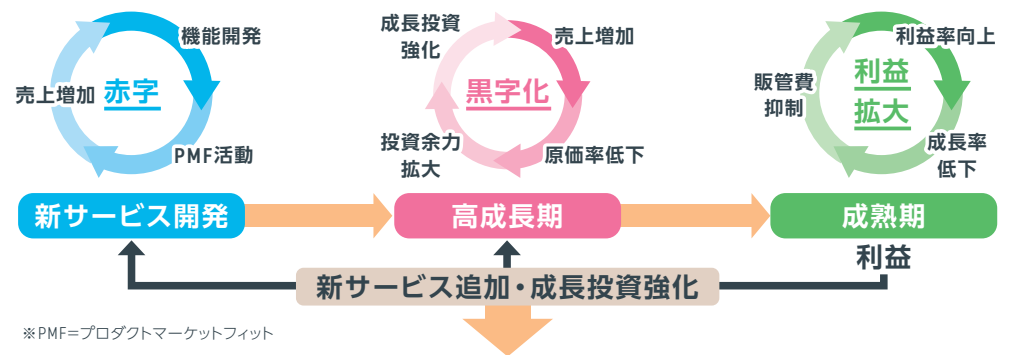 機能開発
売上増加
赤字
PMF活動
成長投資
強化
売上増加
黒字化
投資余力
拡大
原価率低下
利益率向上
販管費
抑制
利益
拡大
成長率
低下
新サービス開発
高成長期
成熟期
利益
新サービス追加・成長投資強化
※PMF=プロダクトマーケットフィット